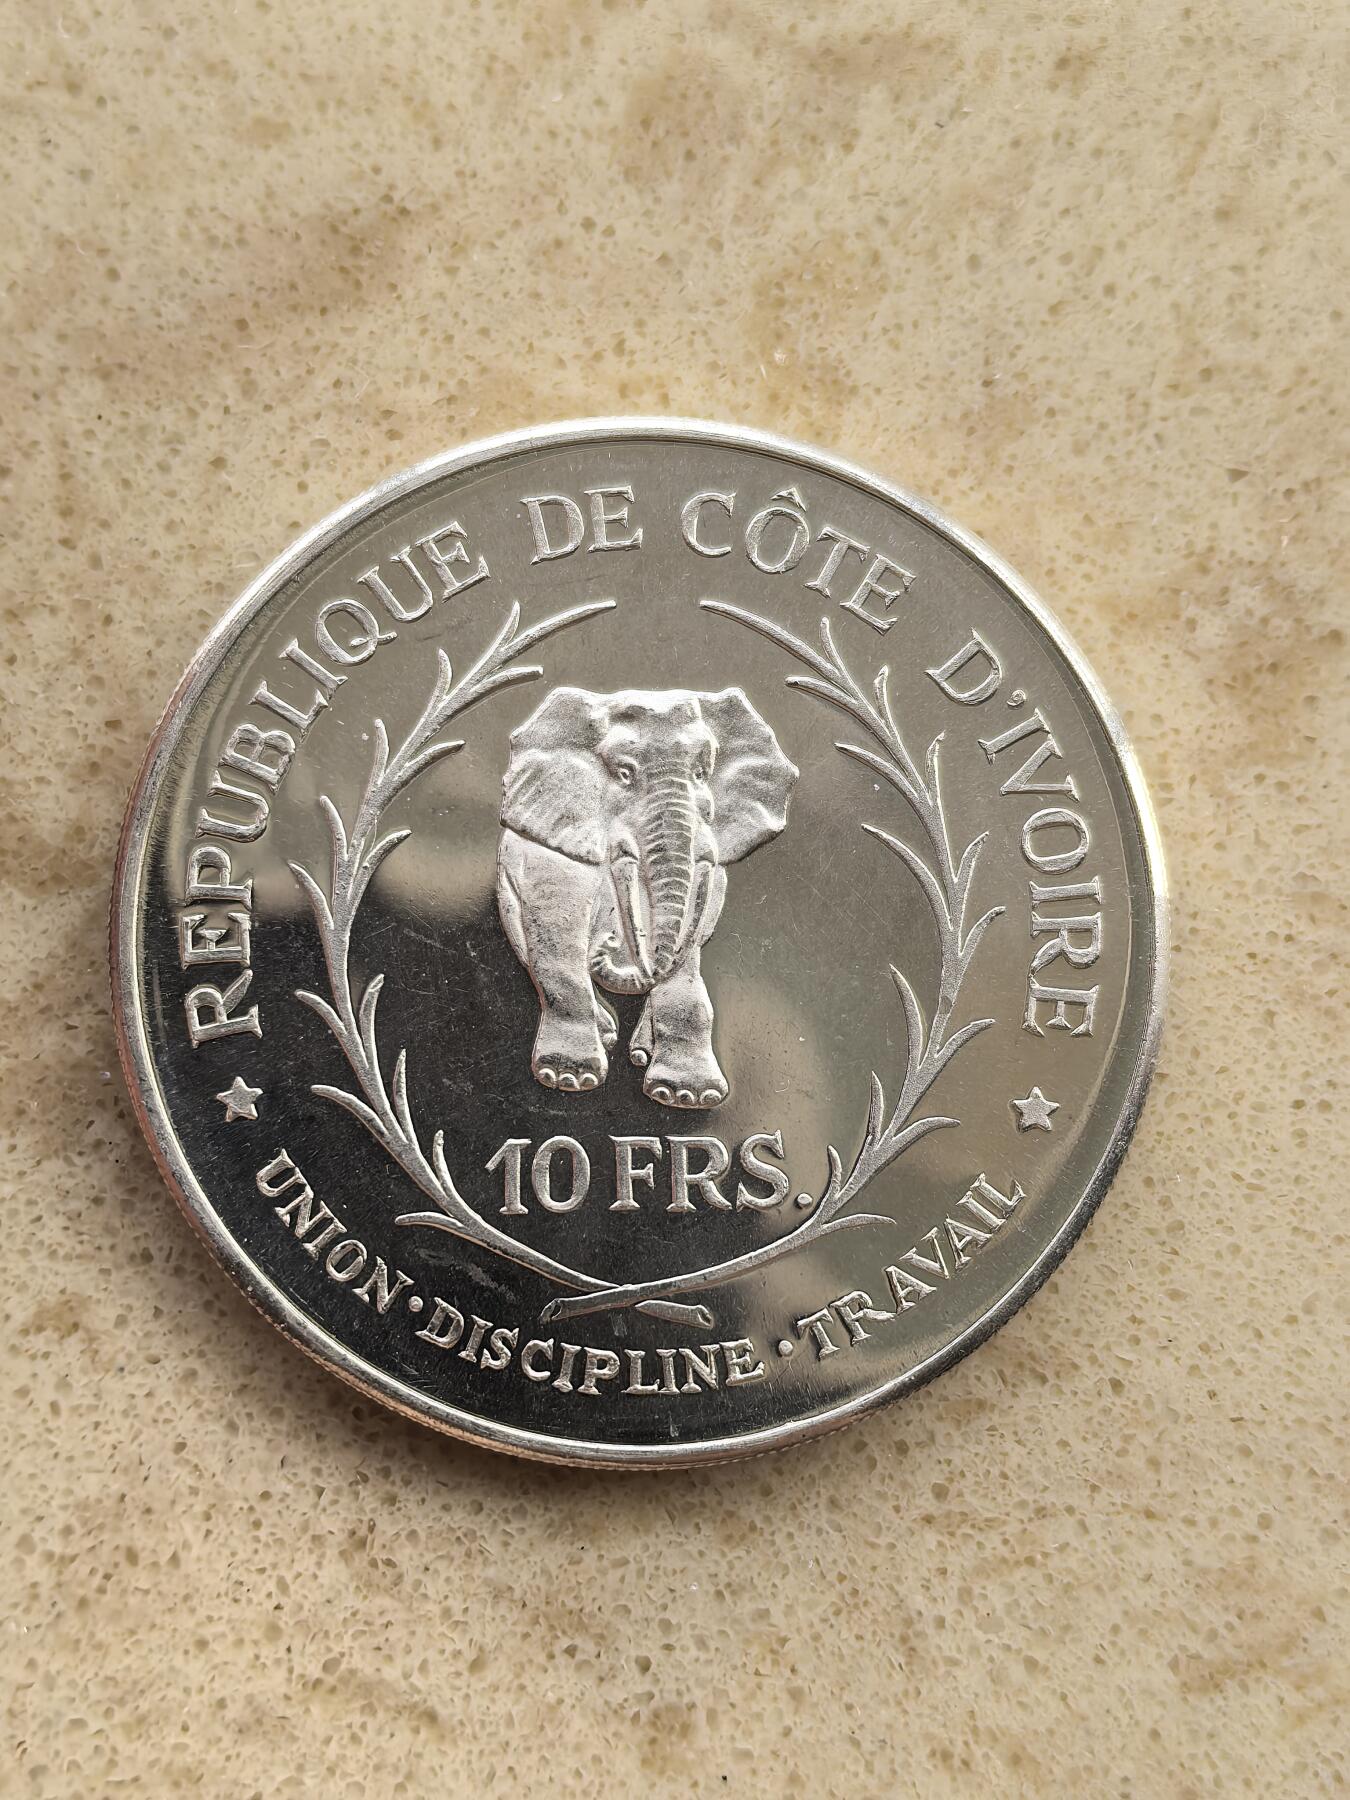 REPUBLIQUE DE CÔTE D'IVOIRE
10 FRS.
UNION · DISCIPLINE · TRAVAIL